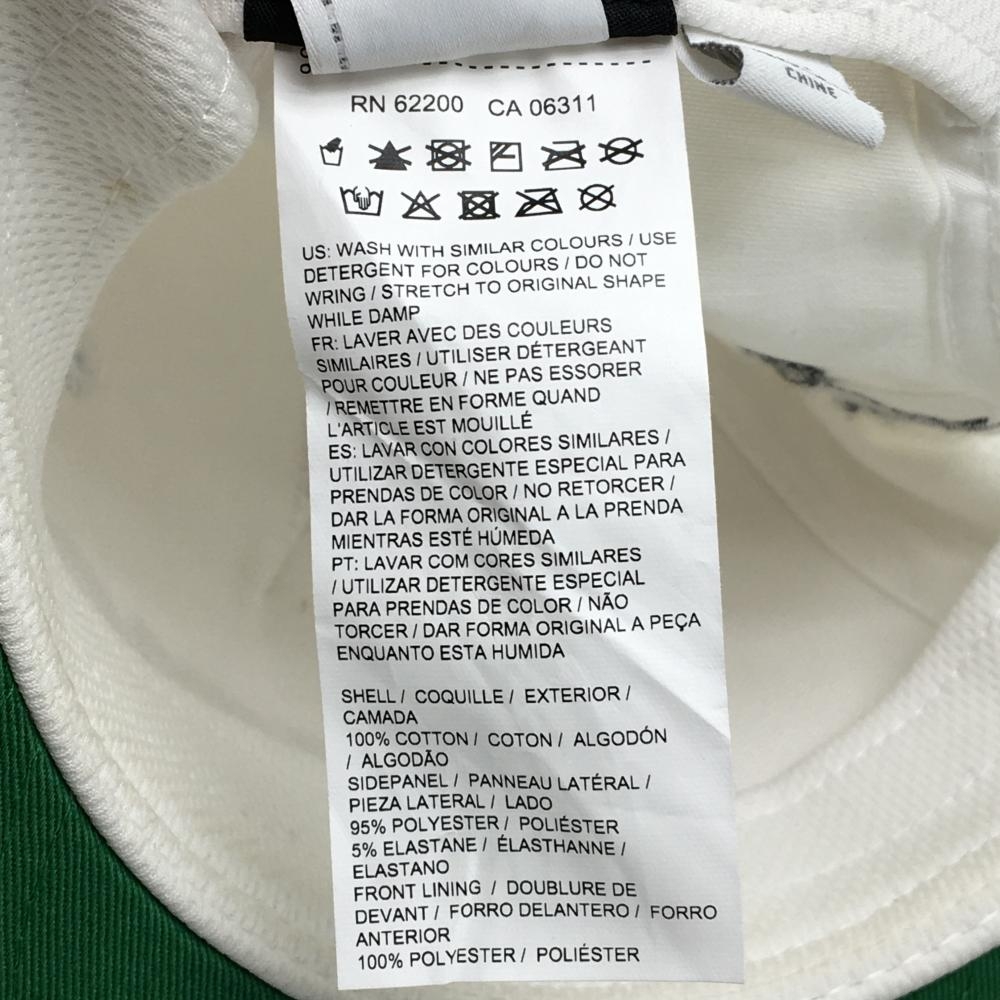 RN 62200 CA 06311
CHINE
US: WASH WITH SIMILAR COLOURS / USE
DETERGENT FOR COLOURS / DO NOT
WRING / STRETCH TO ORIGINAL SHAPE
WHILE DAMP
FR: LAVER AVEC DES COULEURS
SIMILAIRES / UTILISER DÉTERGEANT
POUR COULEUR / NE PAS ESSORER
/ REMETTRE EN FORME QUAND
L'ARTICLE EST MOUILLÉ
ES: LAVAR CON COLORES SIMILARES /
UTILIZAR DETERGENTE ESPECIAL PARA
PRENDAS DE COLOR / NO RETORCER /
DAR LA FORMA ORIGINAL A LA PRENDA
MIENTRAS ESTÉ HÚMEDA
PT: LAVAR COM CORES SIMILARES
/ UTILIZAR DETERGENTE ESPECIAL
PARA PRENDAS DE COLOR / NÃO
TORCER / DAR FORMA ORIGINAL A PEÇA
ENQUANTO ESTA HUMIDA
SHELL / COQUILLE / EXTERIOR /
CAMADA
100% COTTON / COTON / ALGODÓN
/ ALGODÃO
SIDEPANEL / PANNEAU LATÉRAL /
PIEZA LATERAL / LADO
95% POLYESTER / POLIÉSTER
5% ELASTANE / ÉLASTHANNE /
ELASTANO
FRONT LINING / DOUBLURE DE
DEVANT / FORRO DELANTERO / FORRO
ANTERIOR
100% POLYESTER / POLIÉSTER